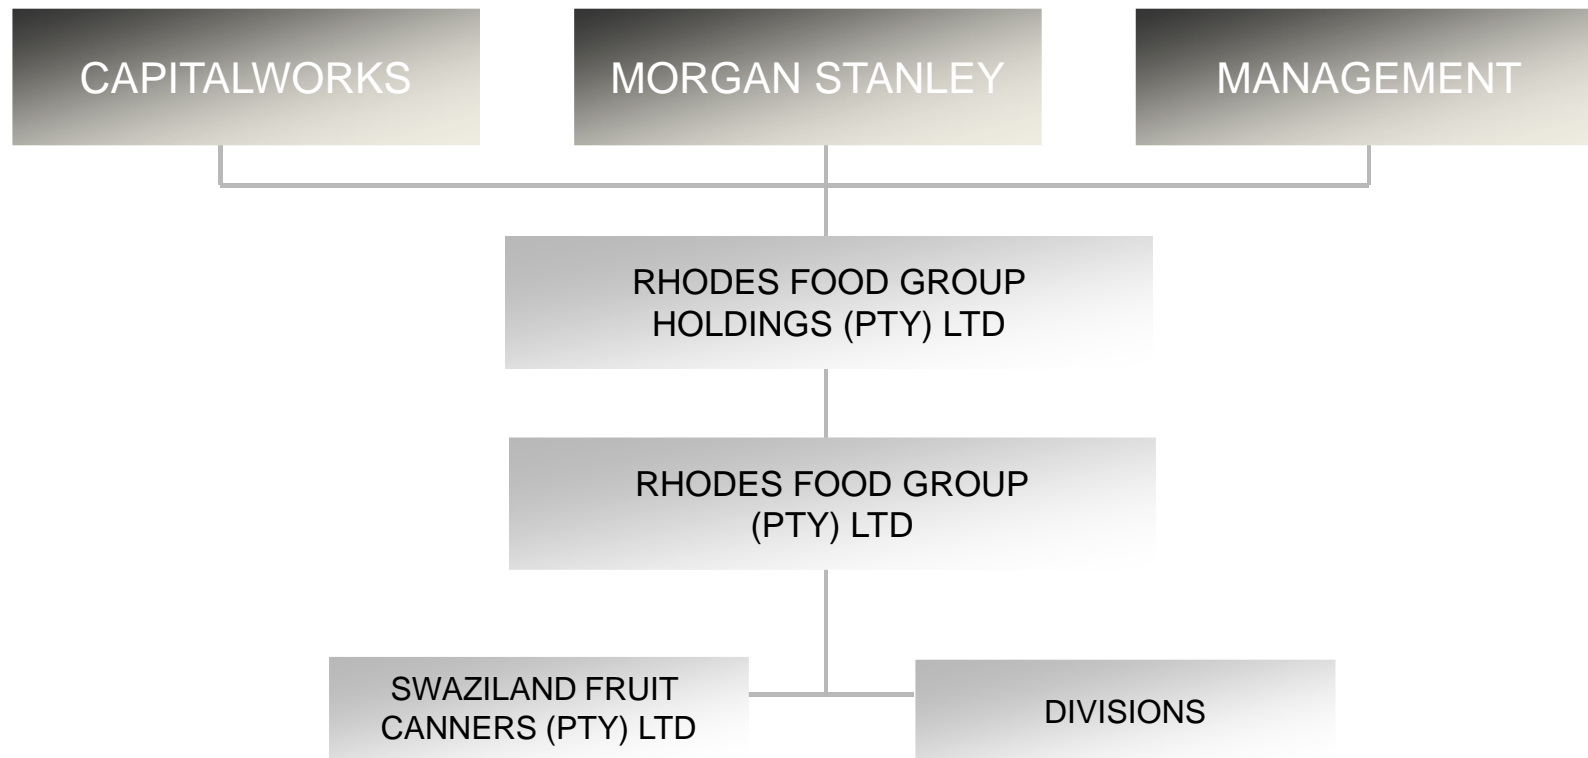 CAPITALWORKS
MORGAN STANLEY
MANAGEMENT
RHODES FOOD GROUP
HOLDINGS (PTY) LTD
RHODES FOOD GROUP
(PTY) LTD
SWAZILAND FRUIT
CANNERS (PTY) LTD
DIVISIONS